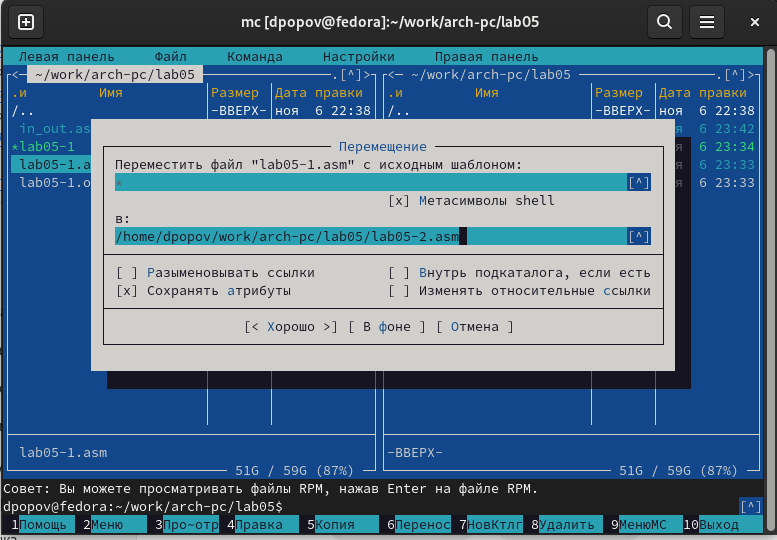 mc [dpopov@fedora]:~/work/arch-pc/lab05
Левая панель Файл Команда Настройки Правая панель
<─ ~/work/arch-pc/lab05 .[^]> <─ ~/work/arch-pc/lab05 .[^]>
.и Имя Размер Дата правки .и Имя Размер Дата правки
/.. -ВВЕРХ- ноя 6 22:38 /.. -ВВЕРХ- ноя 6 22:38
in_out.as я 6 23:42
*lab05-1 я 6 23:34
lab05-1.a я 6 23:33
lab05-1.o я 6 23:33
Перемещение
Переместить файл "lab05-1.asm" с исходным шаблоном:
* [^]
[x] Метасимволы shell
в:
/home/dpopov/work/arch-pc/lab05/lab05-2.asm [^]
[ ] Разыменовывать ссылки [ ] Внутрь подкаталога, если есть
[x] Сохранять атрибуты [ ] Изменять относительные ссылки
[< Хорошо >] [ В фоне ] [ Отмена ]
lab05-1.asm -ВВЕРХ-
51G / 59G (87%) 51G / 59G (87%)
Совет: Вы можете просматривать файлы RPM, нажав Enter на файле RPM.
dpopov@fedora:~/work/arch-pc/lab05$ [^]
1Помощь 2Меню 3Про~отр 4Правка 5Копия 6Перенос 7НовКтлг 8Удалить 9МенюMC 10Выход